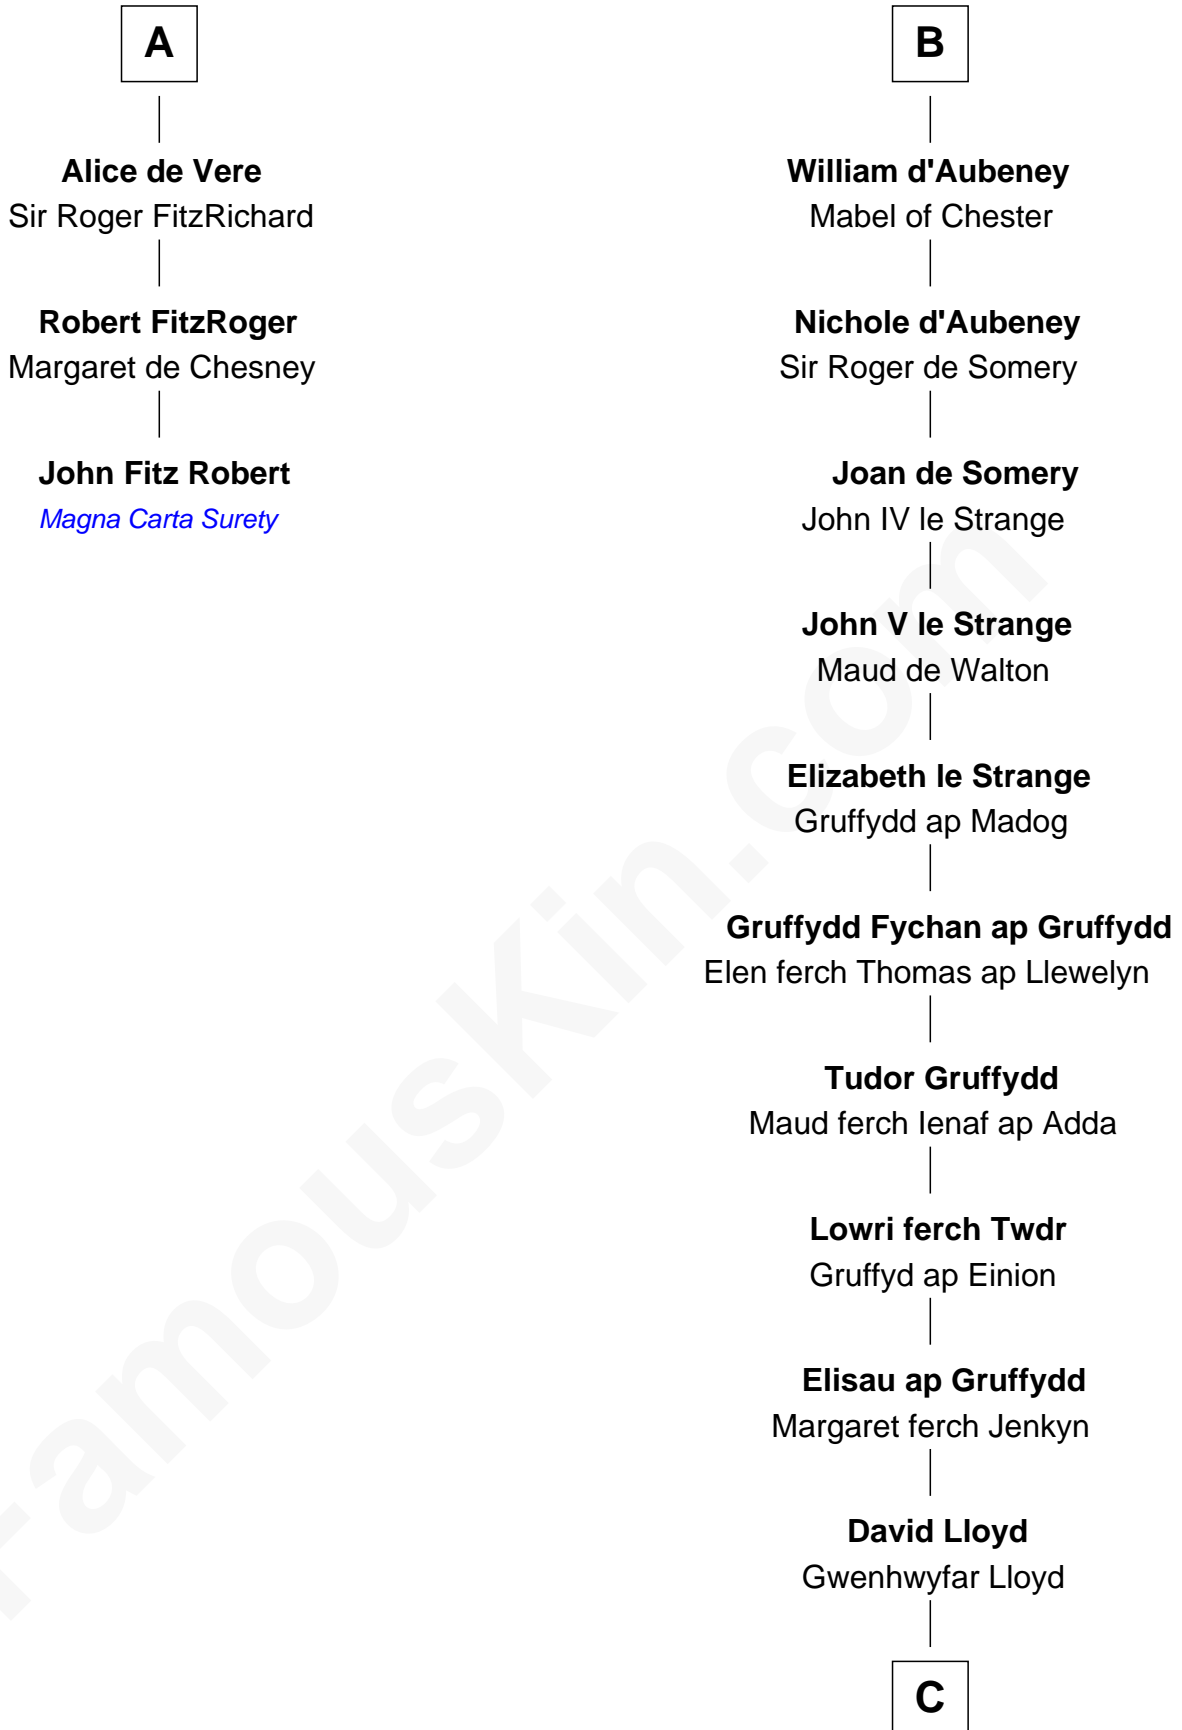 A
Alice de Vere
Sir Roger FitzRichard
Robert FitzRoger
Margaret de Chesney
John Fitz Robert
Magna Carta Surety
B
William d'Aubeney
Mabel of Chester
Nichole d'Aubeney
Sir Roger de Somery
Joan de Somery
John IV le Strange
John V le Strange
Maud de Walton
Elizabeth le Strange
Gruffydd ap Madog
Gruffydd Fychan ap Gruffydd
Elen ferch Thomas ap Llewelyn
Tudor Gruffydd
Maud ferch Ienaf ap Adda
Lowri ferch Twdr
Gruffyd ap Einion
Elisau ap Gruffydd
Margaret ferch Jenkyn
David Lloyd
Gwenhwyfar Lloyd
C
FamousKin.com